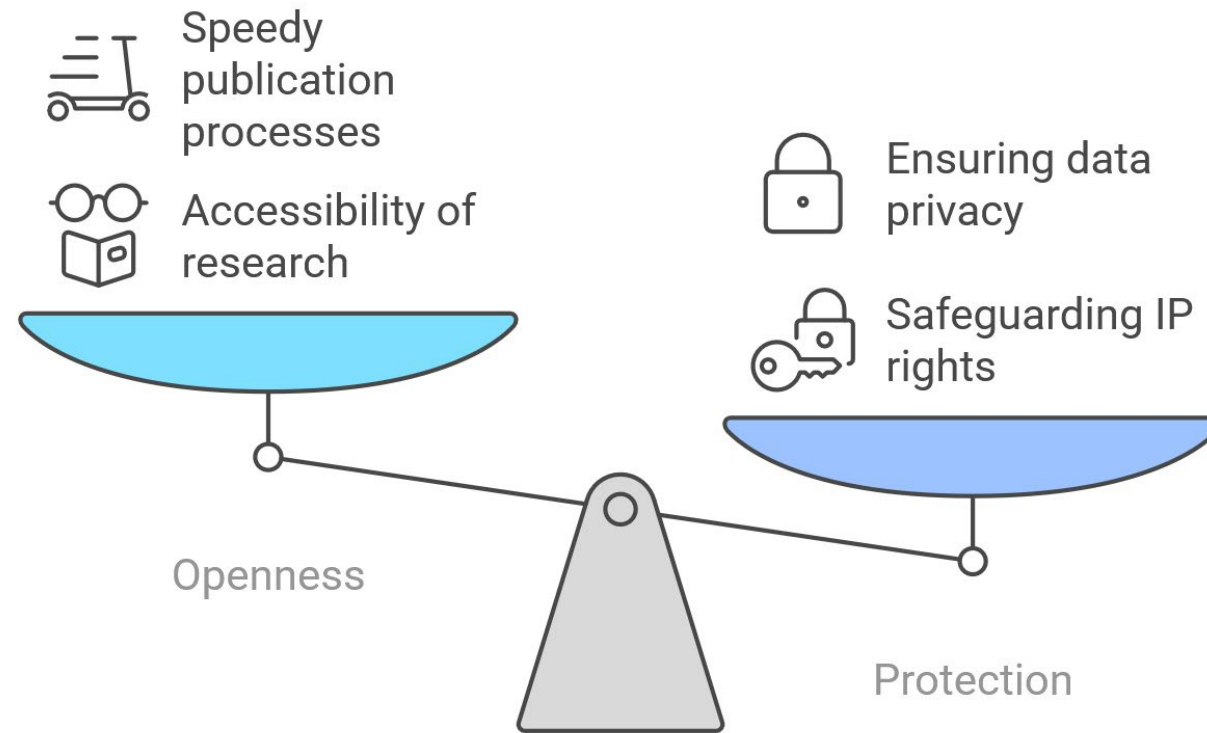 Speedy
publication
processes
Accessibility of
research
Openness
Ensuring data
privacy
Safeguarding IP
rights
Protection